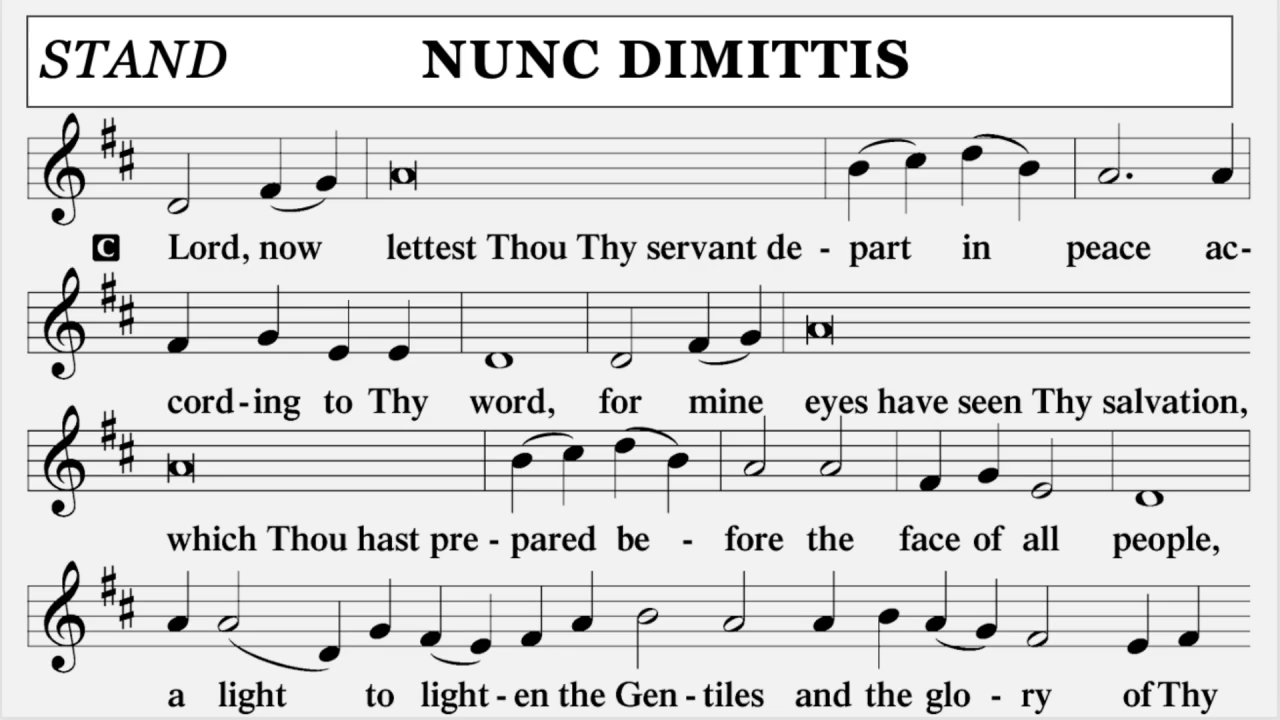 STAND NUNC DIMITTIS
C Lord, now lettest Thou Thy servant de - part in peace ac-
cord - ing to Thy word, for mine eyes have seen Thy salvation,
which Thou hast pre - pared be - fore the face of all people,
a light to light - en the Gen - tiles and the glo - ry of Thy